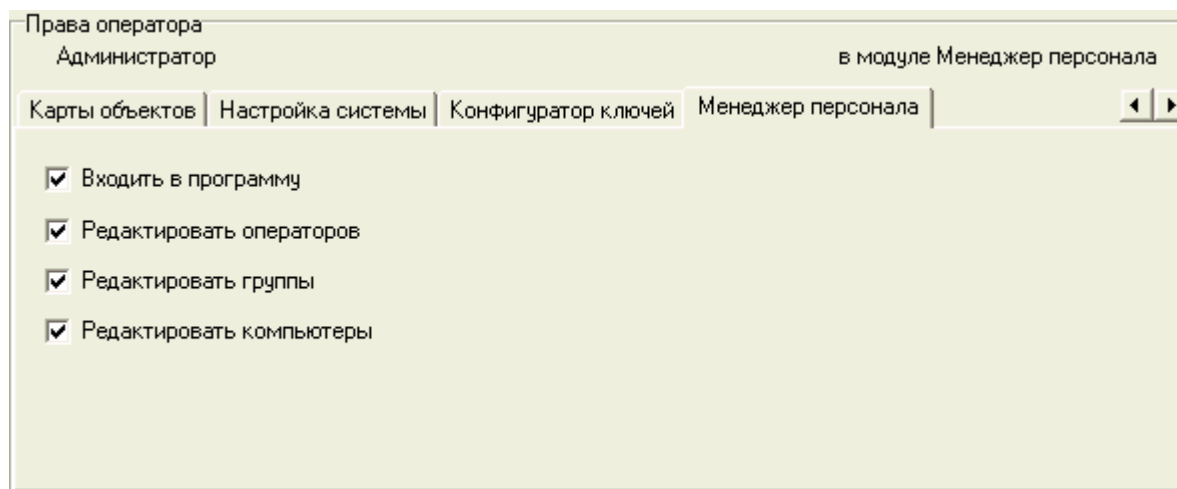 Права оператора
Администратор в модуле Менеджер персонала
Карты объектов Настройка системы Конфигуратор ключей Менеджер персонала
Входить в программу
Редактировать операторов
Редактировать группы
Редактировать компьютеры